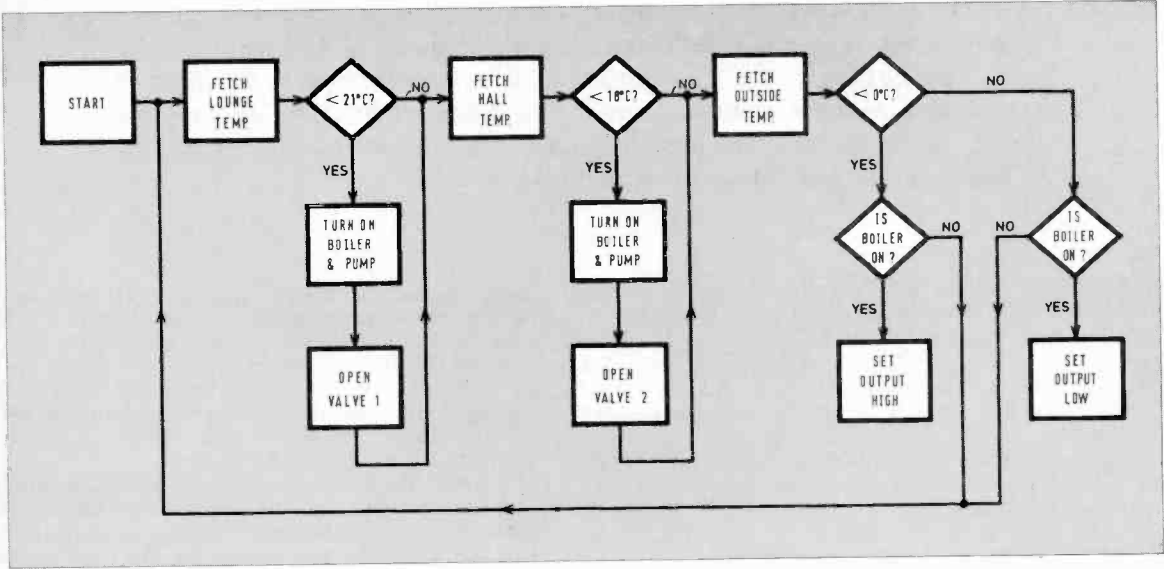 START
FETCH
LOUNGE
TEMP
< 21°C?
NO
YES
TURN ON
BOILER
& PUMP
OPEN
VALVE 1
FETCH
HALL
TEMP
< 18°C?
NO
YES
TURN ON
BOILER
& PUMP
OPEN
VALVE 2
FETCH
OUTSIDE
TEMP
< 0°C?
NO
YES
IS
BOILER
ON ?
NO
YES
SET
OUTPUT
HIGH
NO
IS
BOILER
ON ?
YES
SET
OUTPUT
LOW